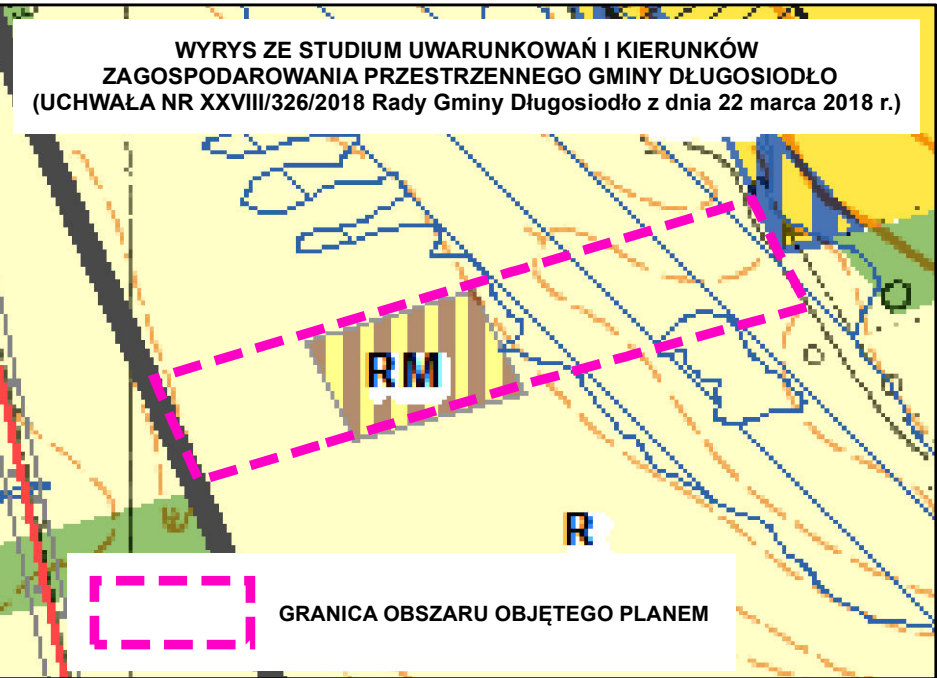 WYRYS ZE STUDIUM UWARUNKOWAŃ I KIERUNKÓW
ZAGOSPODAROWANIA PRZESTRZENNEGO GMINY DŁUGOSIODŁO
(UCHWAŁA NR XXVIII/326/2018 Rady Gminy Długosiodło z dnia 22 marca 2018 r.)
RM
R
GRANICA OBSZARU OBJĘTEGO PLANEM